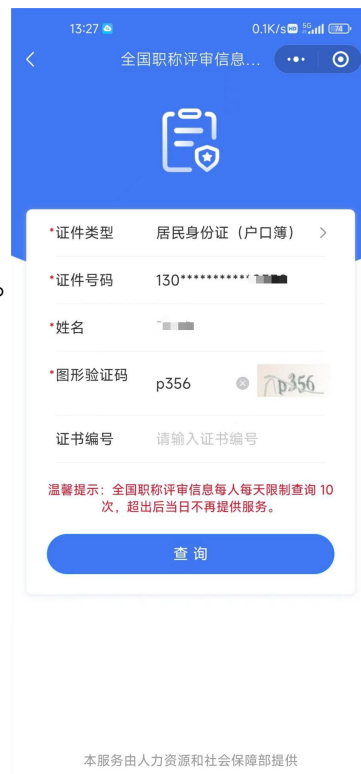 13:27
0.1K/s HD 5G 74
全国职称评审信息...
*证件类型 居民身份证（户口簿）
*证件号码 130***********
*姓名
*图形验证码 p356 p356
证书编号 请输入证书编号
温馨提示：全国职称评审信息每人每天限制查询 10
次，超出后当日不再提供服务。
查询
本服务由人力资源和社会保障部提供